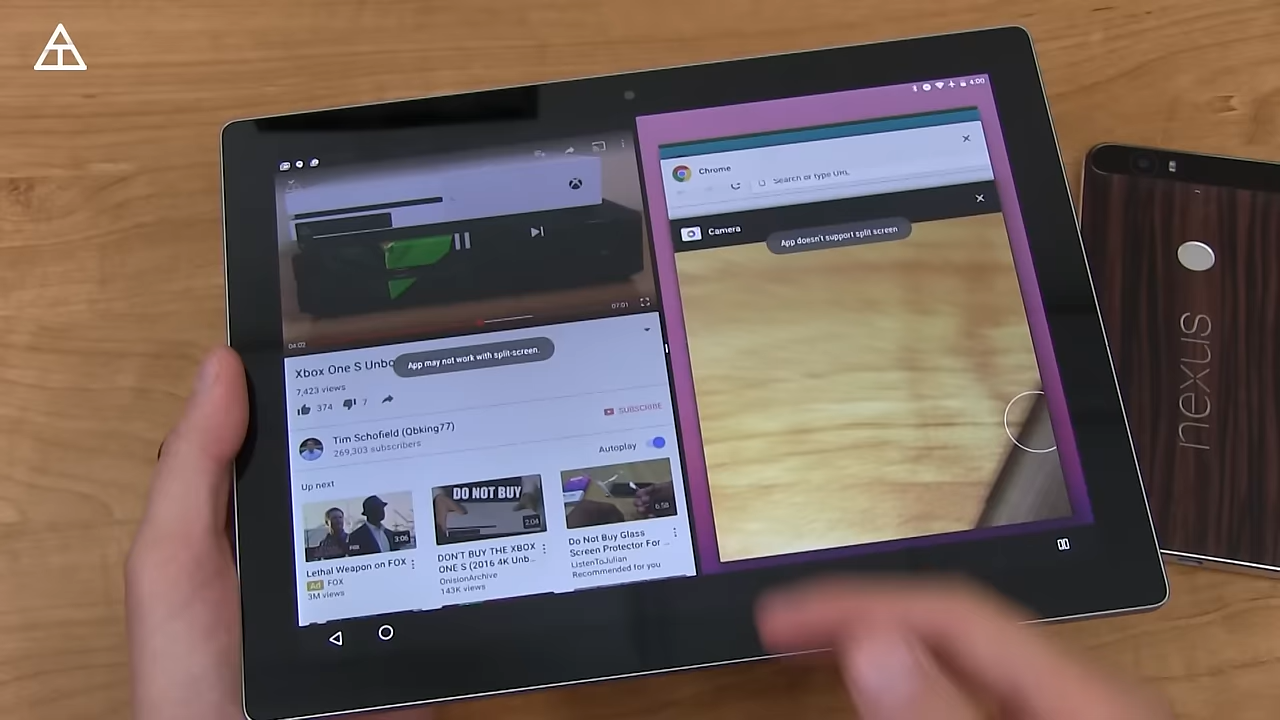 4:00
Chrome
Search or type URL
Camera
App doesn't support split screen
07:01
04:02
Xbox One S Unbo
App may not work with split-screen.
7,423 views
374
7
SUBSCRIBE
Tim Schofield (Qbking77)
269,303 subscribers
Autoplay
Up next
3:06
FOX
Lethal Weapon on FOX
Ad FOX
3M views
DO NOT BUY
2:04
DON'T BUY THE XBOX
ONE S (2016 4K Unb...
OnisionArchive
143K views
6:58
Do Not Buy Glass
Screen Protector For ...
ListenToJulian
Recommended for you
nexus